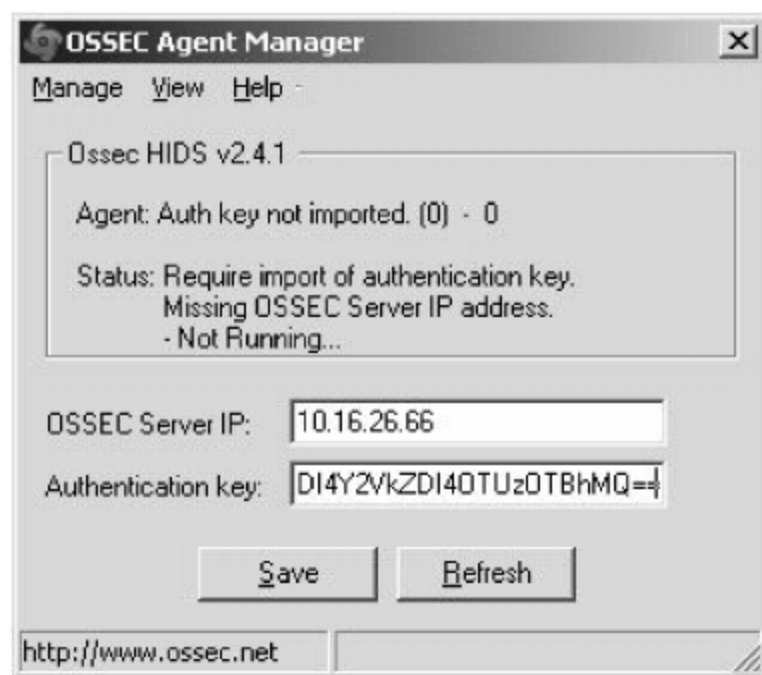 OSSEC Agent Manager
Manage View Help
Ossec HIDS v2.4.1
Agent: Auth key not imported. (0) - 0
Status: Require import of authentication key.
Missing OSSEC Server IP address.
- Not Running...
OSSEC Server IP: 10.16.26.66
Authentication key: DI4Y2VkZDI4OTUzOTBhMQ==
Save Refresh
http://www.ossec.net